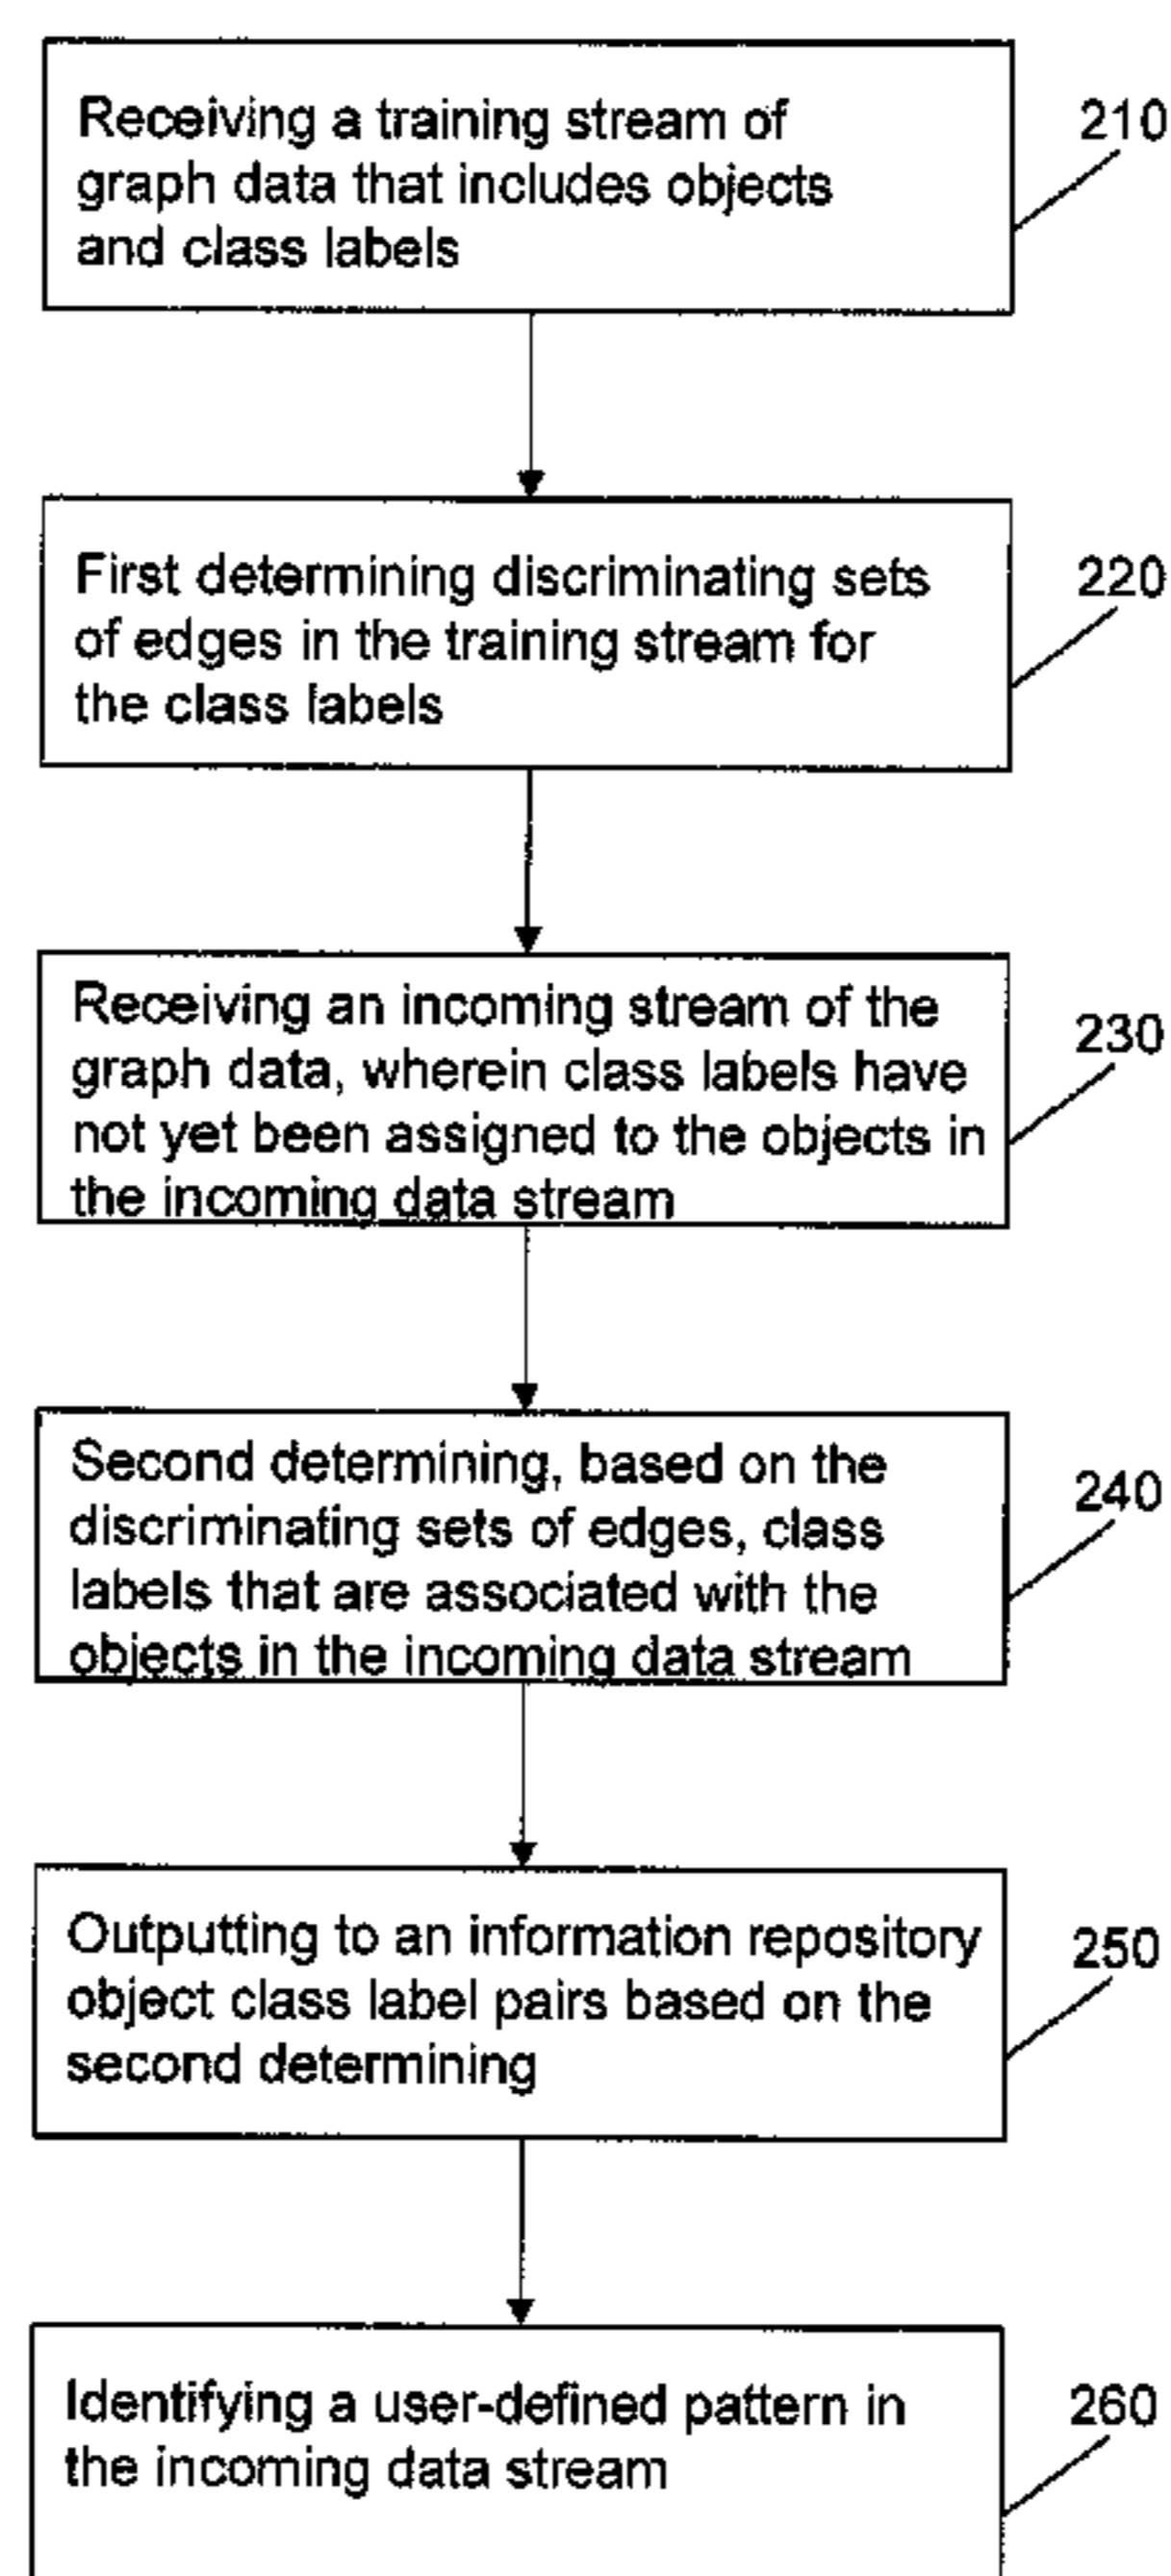 Receiving a training stream of
graph data that includes objects
and class labels
210
First determining discriminating sets
of edges in the training stream for
the class labels
220
Receiving an incoming stream of the
graph data, wherein class labels have
not yet been assigned to the objects in
the incoming data stream
230
Second determining, based on the
discriminating sets of edges, class
labels that are associated with the
objects in the incoming data stream
240
Outputting to an information repository
object class label pairs based on the
second determining
250
Identifying a user-defined pattern in
the incoming data stream
260